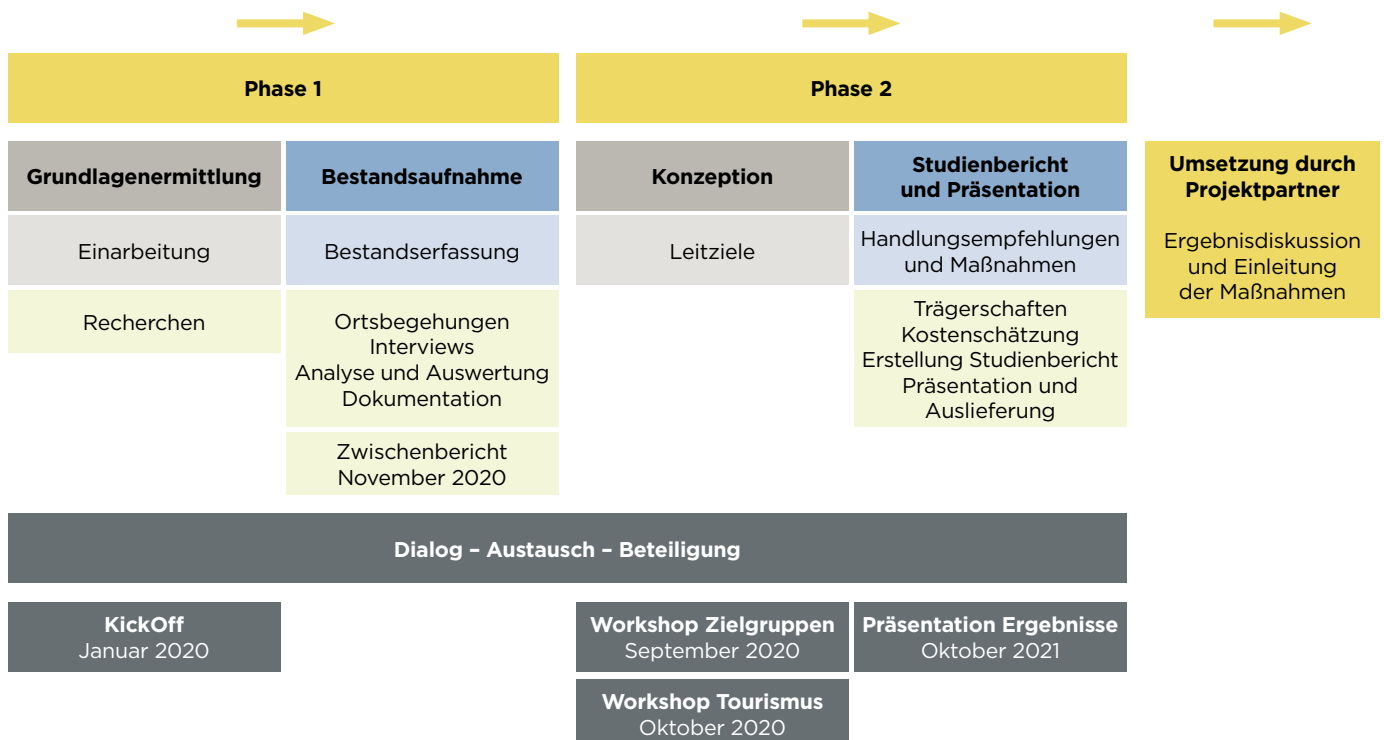 Phase 1
Phase 2
Grundlagenermittlung
Bestandsaufnahme
Konzeption
Studienbericht
und Präsentation
Umsetzung durch
Projektpartner
Einarbeitung
Bestandserfassung
Leitziele
Handlungsempfehlungen
und Maßnahmen
Ergebnisdiskussion
und Einleitung
der Maßnahmen
Recherchen
Ortsbegehungen
Interviews
Analyse und Auswertung
Dokumentation
Trägerschaften
Kostenschätzung
Erstellung Studienbericht
Präsentation und
Auslieferung
Zwischenbericht
November 2020
Dialog – Austausch – Beteiligung
KickOff
Januar 2020
Workshop Zielgruppen
September 2020
Präsentation Ergebnisse
Oktober 2021
Workshop Tourismus
Oktober 2020